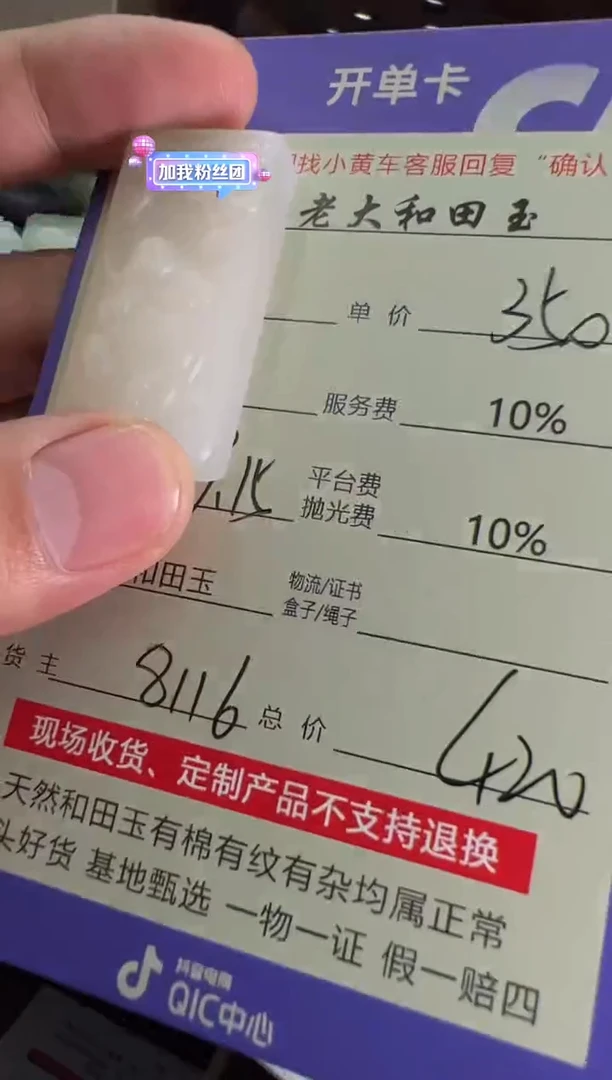 开单卡
加我粉丝团
找小黄车客服回复 “确认
老大和田玉
单价 350
服务费 10%
平台费
抛光费 10%
和田玉 物流/证书
盒子/绳子
货主 8116 总价 420
现场收货、定制产品不支持退换
天然和田玉有棉有纹有杂均属正常
头好货 基地甄选 一物一证 假一赔四
抖音电商
QIC中心